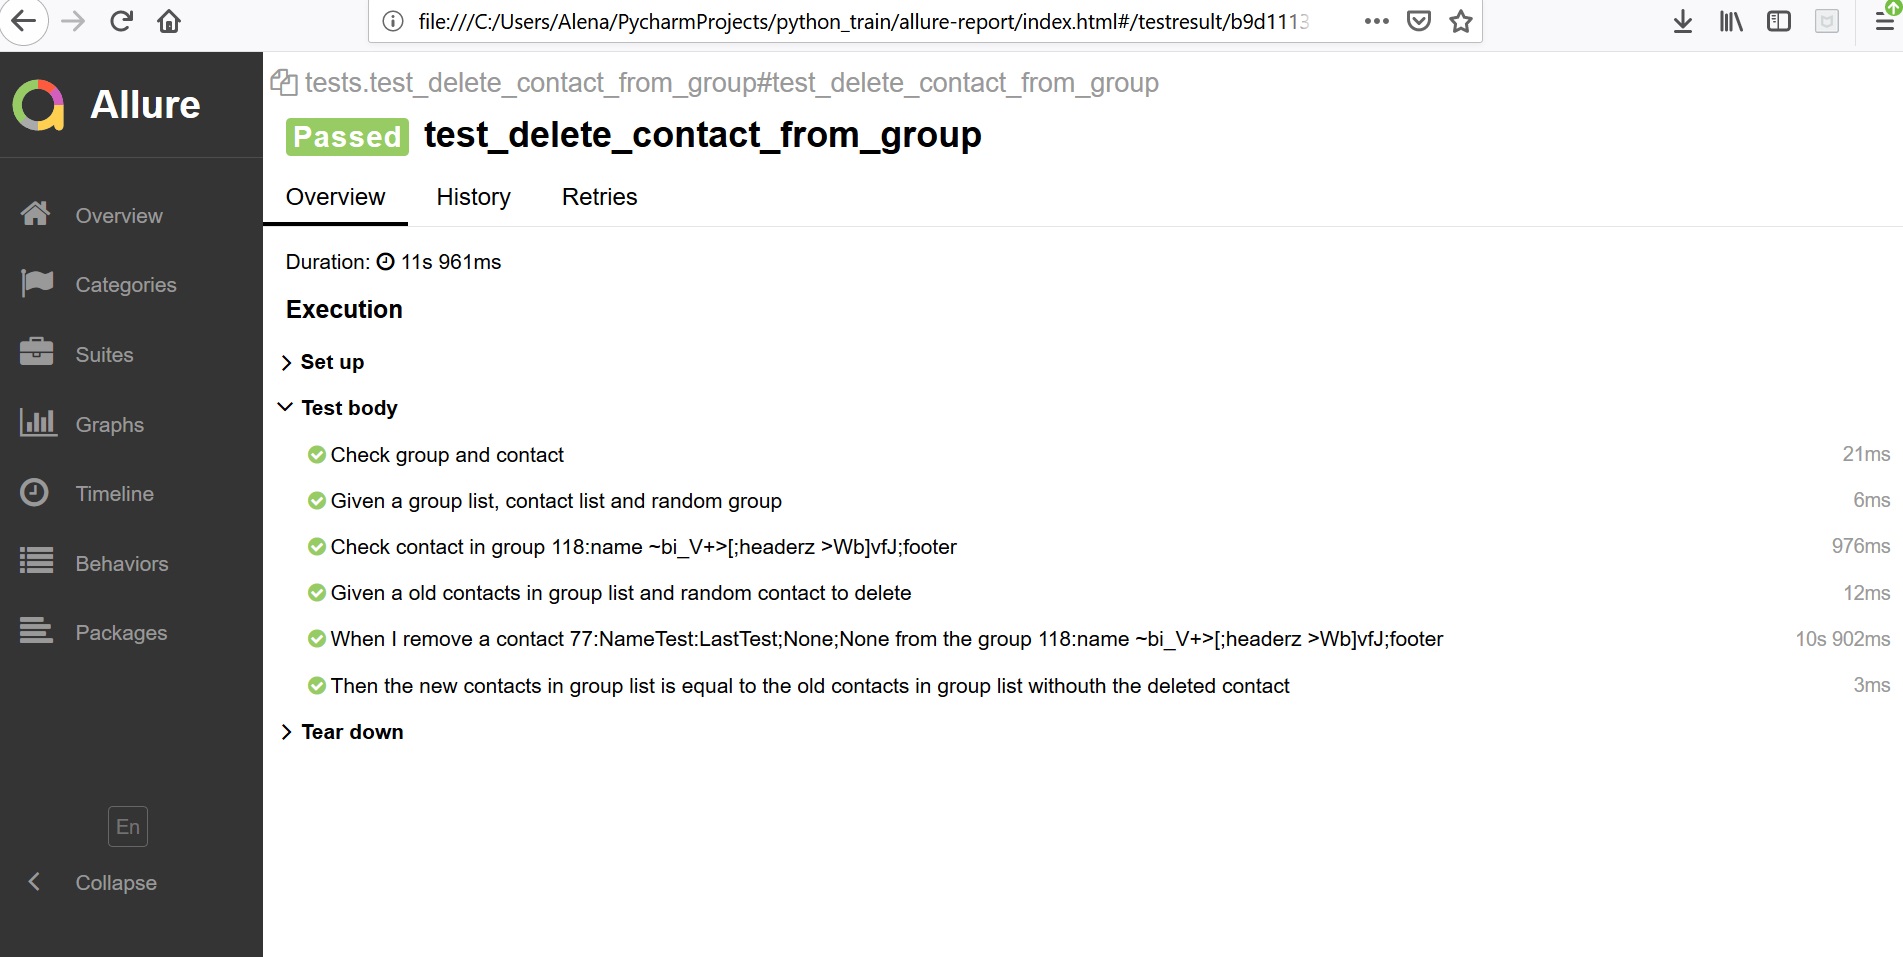 file:///C:/Users/Alena/PycharmProjects/python_train/allure-report/index.html#/testresult/b9d1113
Allure
Overview
Categories
Suites
Graphs
Timeline
Behaviors
Packages
En
Collapse
tests.test_delete_contact_from_group#test_delete_contact_from_group
Passed test_delete_contact_from_group
Overview History Retries
Duration: 11s 961ms
Execution
Set up
Test body
Check group and contact 21ms
Given a group list, contact list and random group 6ms
Check contact in group 118:name ~bi_V+>[;headerz >Wb]vfJ;footer 976ms
Given a old contacts in group list and random contact to delete 12ms
When I remove a contact 77:NameTest:LastTest;None;None from the group 118:name ~bi_V+>[;headerz >Wb]vfJ;footer 10s 902ms
Then the new contacts in group list is equal to the old contacts in group list withouth the deleted contact 3ms
Tear down